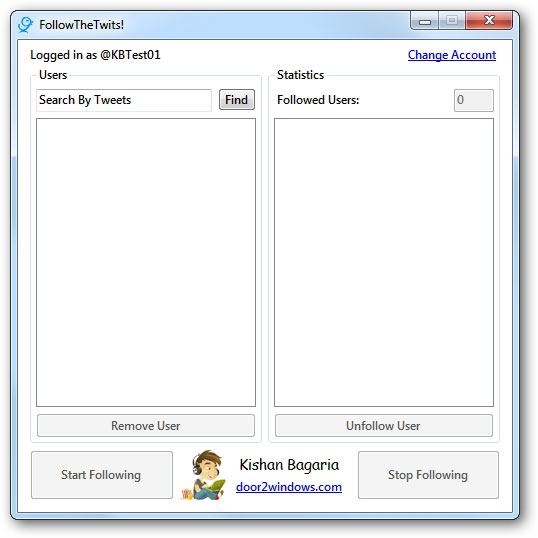 FollowTheTwits!
Logged in as @KBTest01
Change Account
Users
Statistics
Search By Tweets
Find
Followed Users:
0
Remove User
Unfollow User
Start Following
Kishan Bagaria
door2windows.com
Stop Following